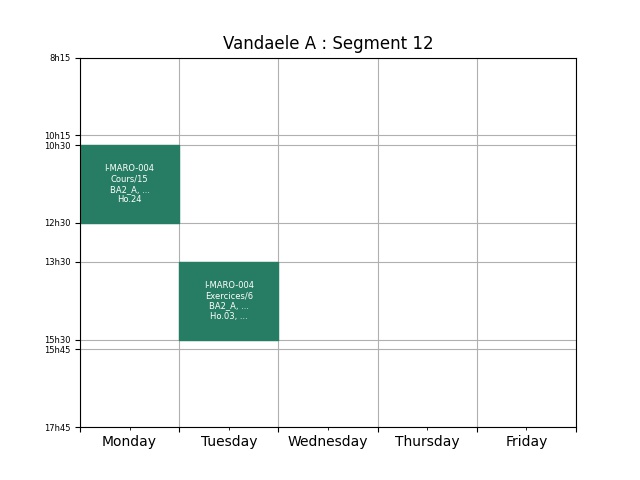 Vandaele A : Segment 12
8h15
10h15
10h30
I-MARO-004
Cours/15
BA2_A, ...
Ho.24
12h30
13h30
I-MARO-004
Exercices/6
BA2_A, ...
Ho.03, ...
15h30
15h45
17h45
Monday Tuesday Wednesday Thursday Friday